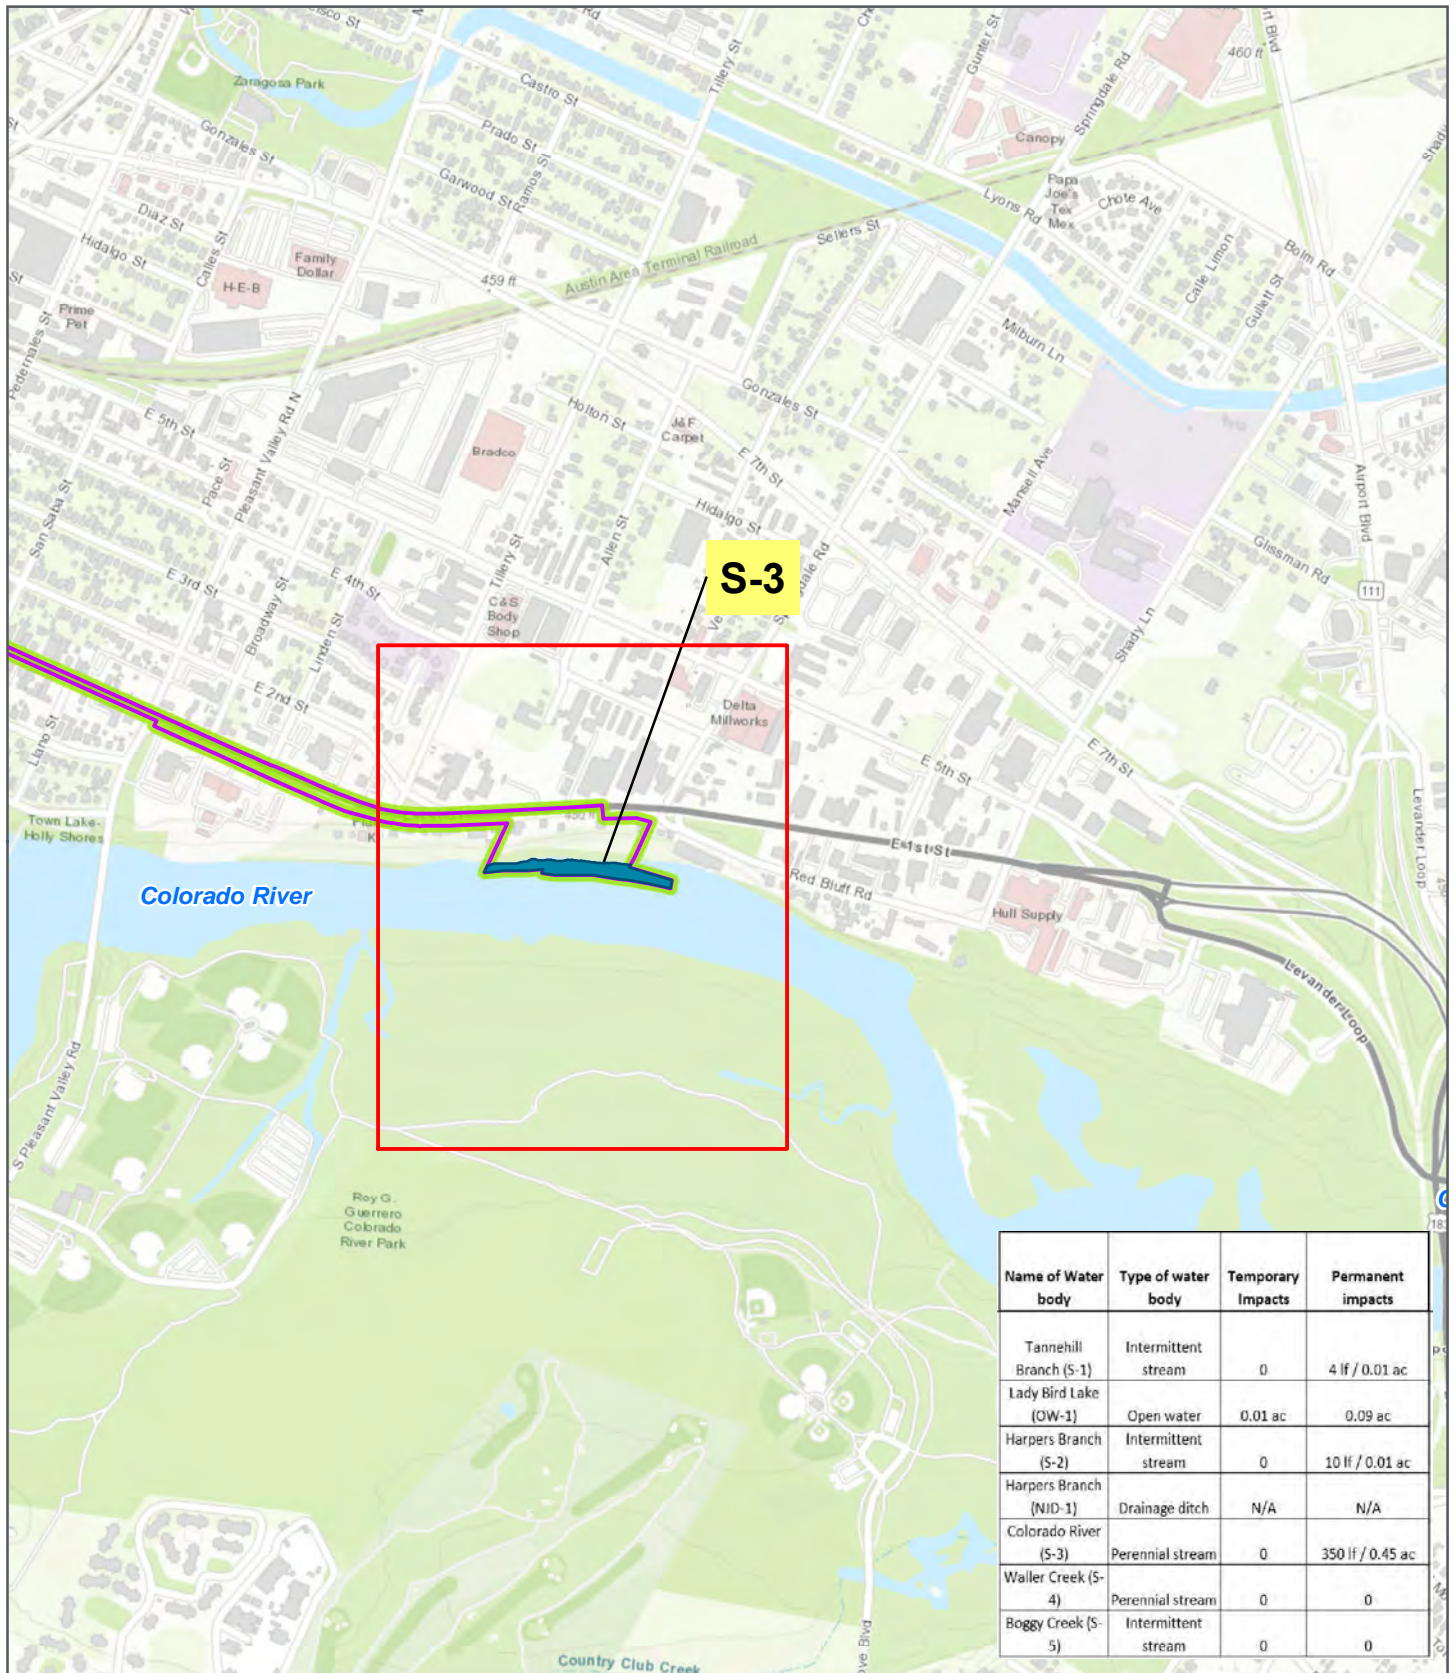 Zaragosa Park
Castro St
Tillery St
Gunter St
Springdale Rd
460 ft
Prado St
Gonzales St
Ramos St
Garwood St
Canopy
Papa
Joe's
Tex
Mex
Chote Ave
Lyons Rd
Diaz St
Hidalgo St
Calles St
Family
Dollar
H-E-B
459 ft
Austin Area Terminal Railroad
Sellers St
Calle Limon
Bolm Rd
Gullett St
Prime
Pet
Pedernales St
Milburn Ln
E 5th St
Pace St
Pleasant Valley Rd N
Holton St
J&F
Carpet
Gonzales St
E 7th St
Bradco
Mansell Ave
Airport Blvd
San Saba St
Hidalgo St
Allen St
Glissman Rd
S-3
E 3rd St
E 4th St
Tillery St
C&S
Body
Shop
111
Broadway St
Linden St
Shady Ln
E 2nd St
Delta
Millworks
Llano St
E 5th St
E 7th St
Town Lake-
Holly Shores
E 1st St
Levander Loop
Colorado River
Red Bluff Rd
Hull Supply
Levander Loop
S Pleasant Valley Rd
Roy G.
Guerrero
Colorado
River Park
Name of Water body	Type of water body	Temporary Impacts	Permanent impacts
Tannehill Branch (S-1)	Intermittent stream	0	4 lf / 0.01 ac
Lady Bird Lake (OW-1)	Open water	0.01 ac	0.09 ac
Harpers Branch (S-2)	Intermittent stream	0	10 lf / 0.01 ac
Harpers Branch (NJD-1)	Drainage ditch	N/A	N/A
Colorado River (S-3)	Perennial stream	0	350 lf / 0.45 ac
Waller Creek (S-4)	Perennial stream	0	0
Boggy Creek (S-5)	Intermittent stream	0	0
Country Club Creek